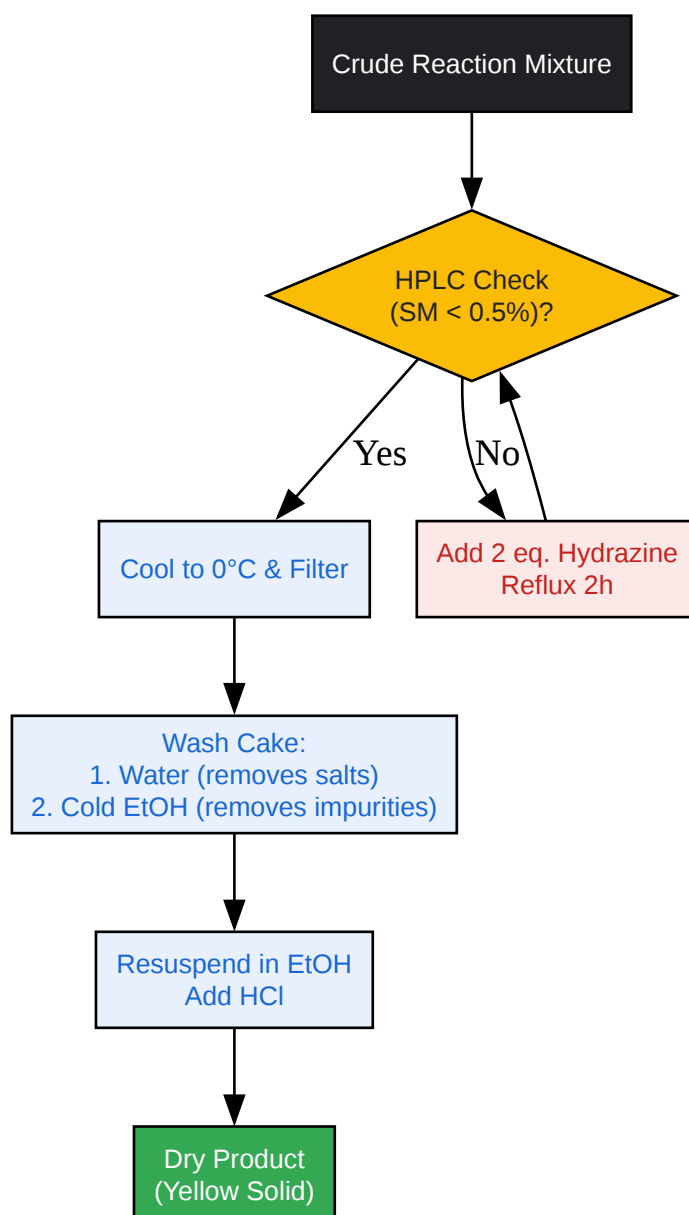 Crude Reaction Mixture
HPLC Check
(SM < 0.5%)?
Yes
No
Cool to 0°C & Filter
Add 2 eq. Hydrazine
Reflux 2h
Wash Cake:
1. Water (removes salts)
2. Cold EtOH (removes impurities)
Resuspend in EtOH
Add HCl
Dry Product
(Yellow Solid)